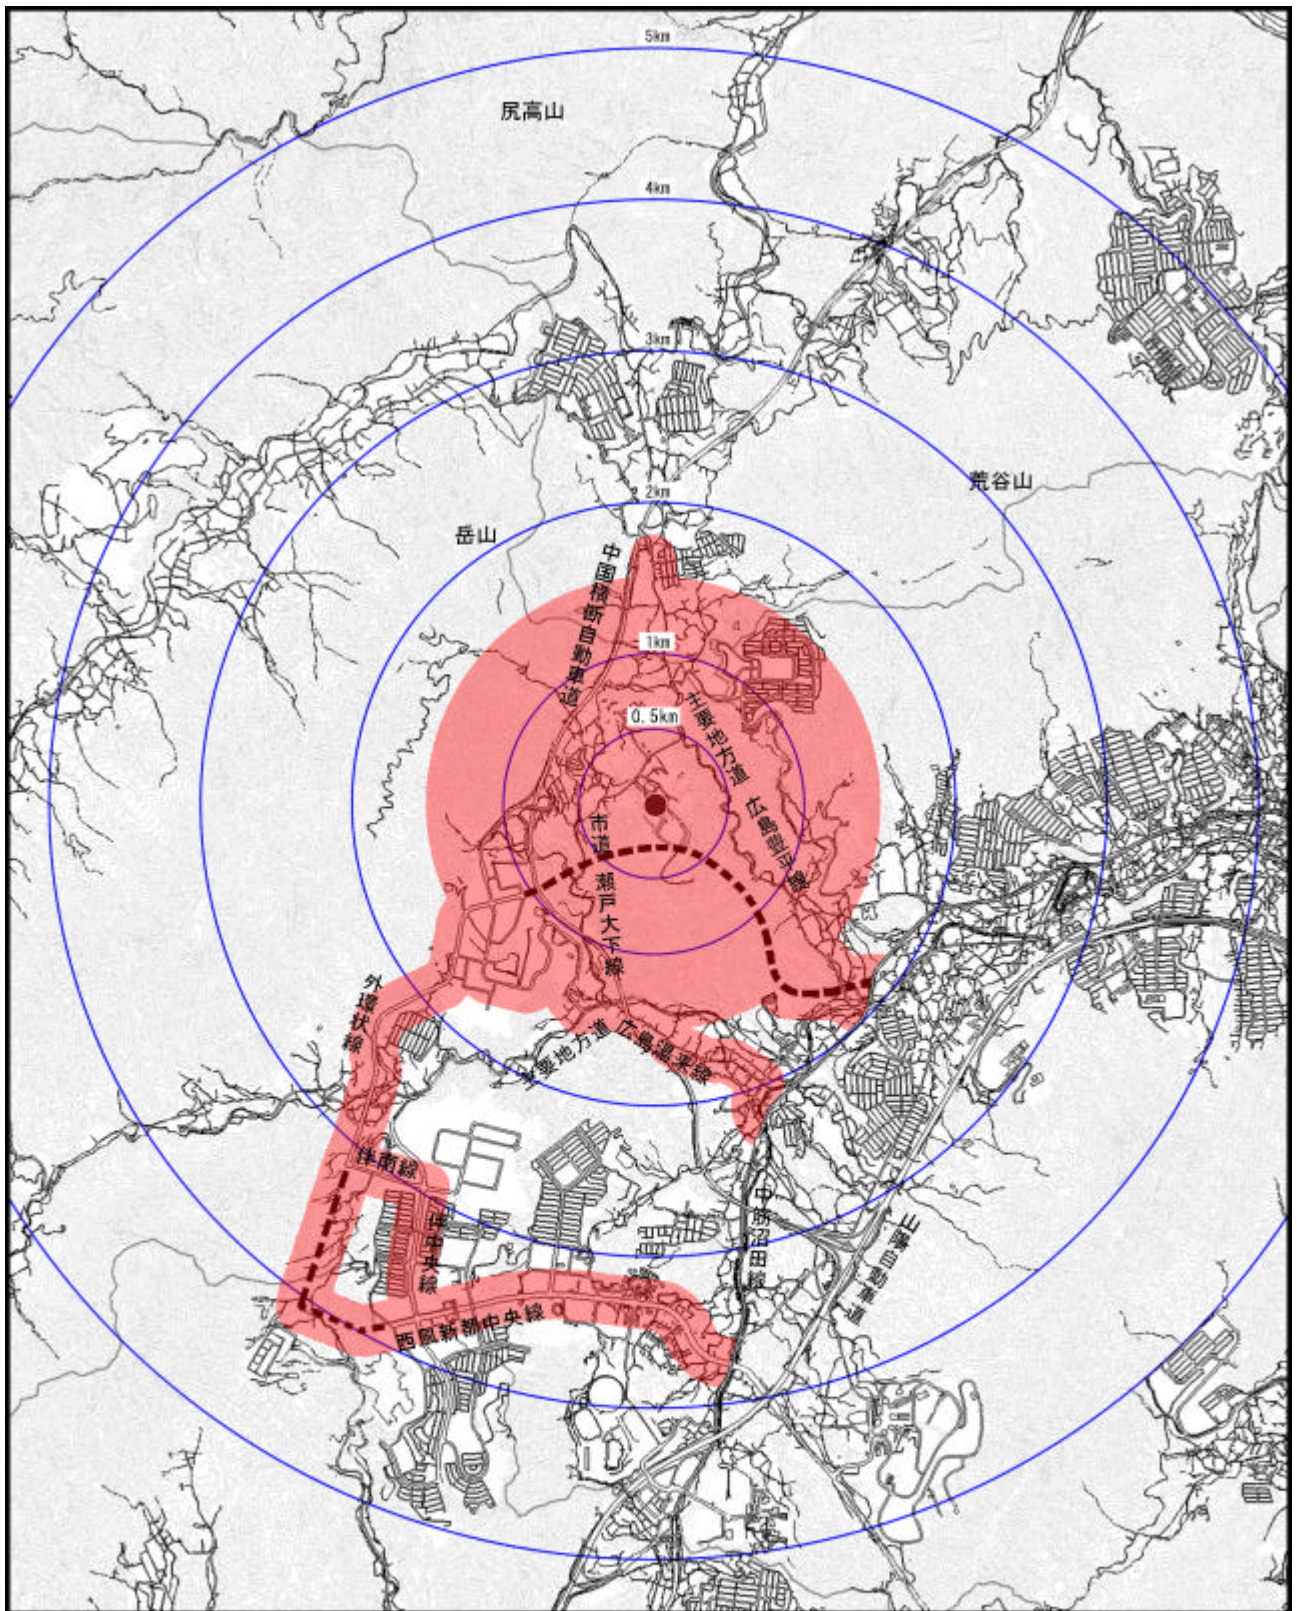 5km
尻高山
4km
3km
荒谷山
2km
岳山
中国横断自動車道
1km
主要地方道 広島豊平線
0.5km
市道 瀬戸大下線
外環状線
主要地方道 広島湯来線
伴南線
伴中央線
中筋沼田線
山陽自動車道
西風新都中央線